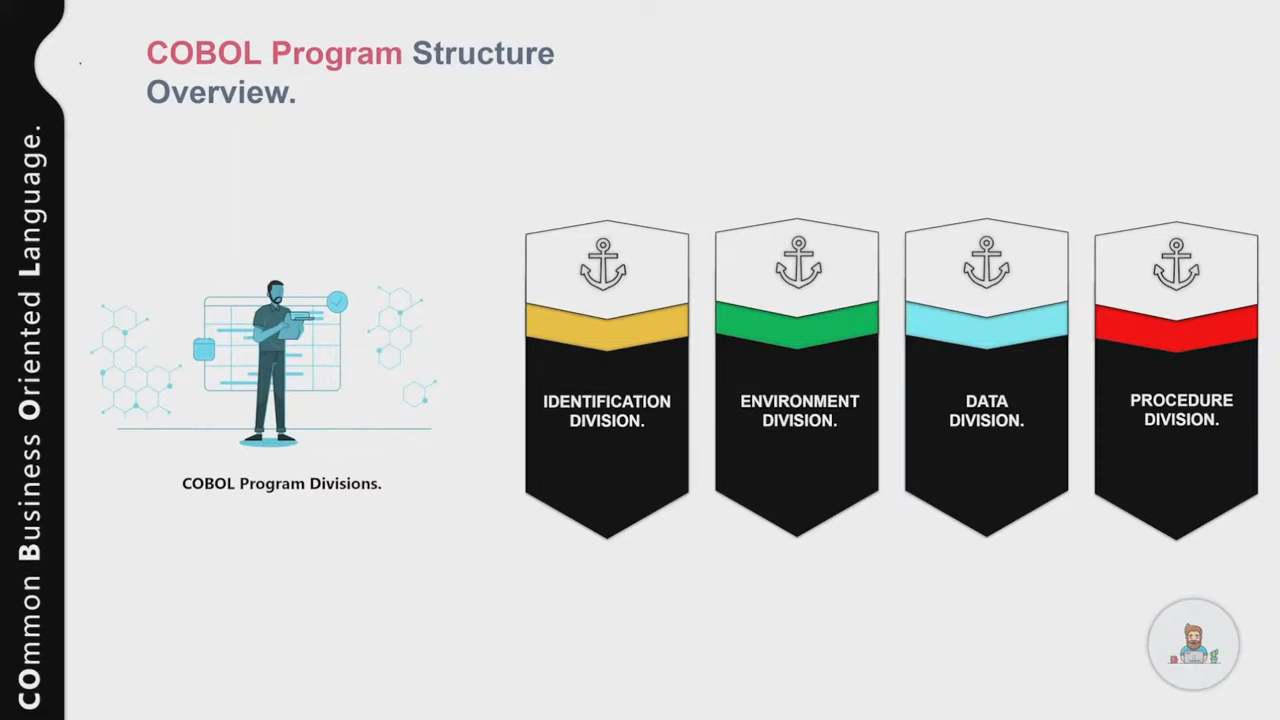 COBOL Program Structure
Overview.
COmmon Business Oriented Language.
IDENTIFICATION
DIVISION.
ENVIRONMENT
DIVISION.
DATA
DIVISION.
PROCEDURE
DIVISION.
COBOL Program Divisions.